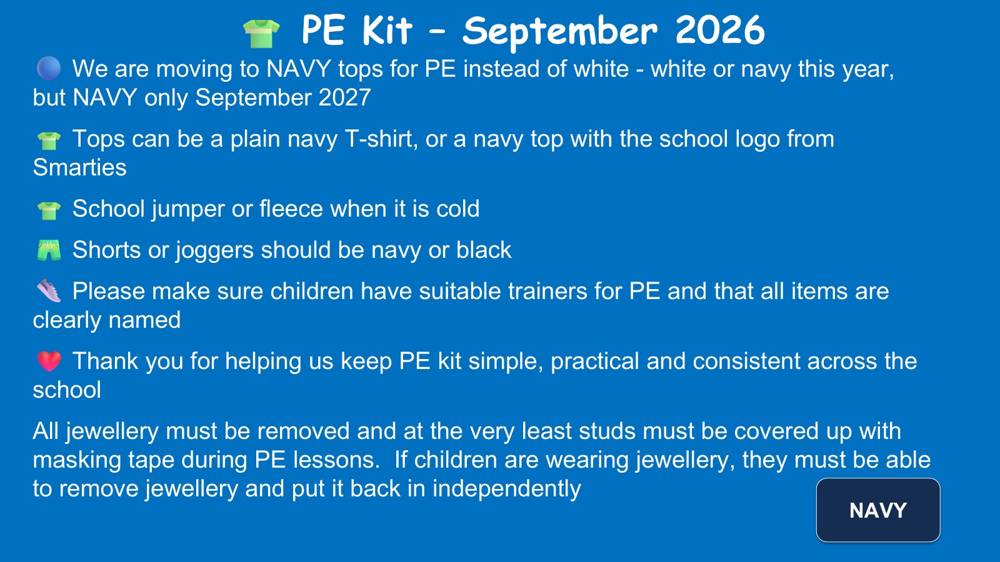 👕 PE Kit – September 2026
🔵 We are moving to NAVY tops for PE instead of white - white or navy this year,
but NAVY only September 2027
👕 Tops can be a plain navy T-shirt, or a navy top with the school logo from
Smarties
👕 School jumper or fleece when it is cold
🩳 Shorts or joggers should be navy or black
👟 Please make sure children have suitable trainers for PE and that all items are
clearly named
❤️ Thank you for helping us keep PE kit simple, practical and consistent across the
school
All jewellery must be removed and at the very least studs must be covered up with
masking tape during PE lessons.  If children are wearing jewellery, they must be able
to remove jewellery and put it back in independently
NAVY